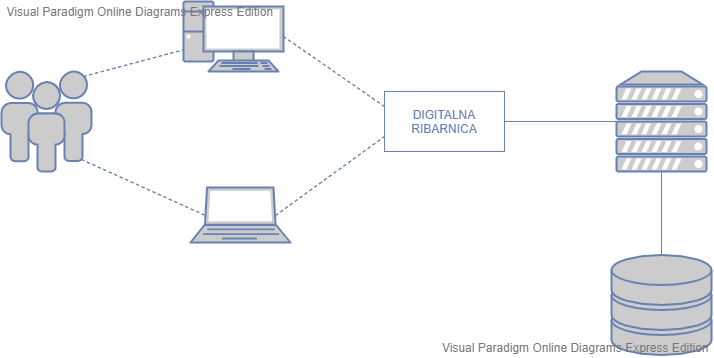 Visual Paradigm Online Diagrams Express Edition
DIGITALNA
RIBARNICA
Visual Paradigm Online Diagrams Express Edition